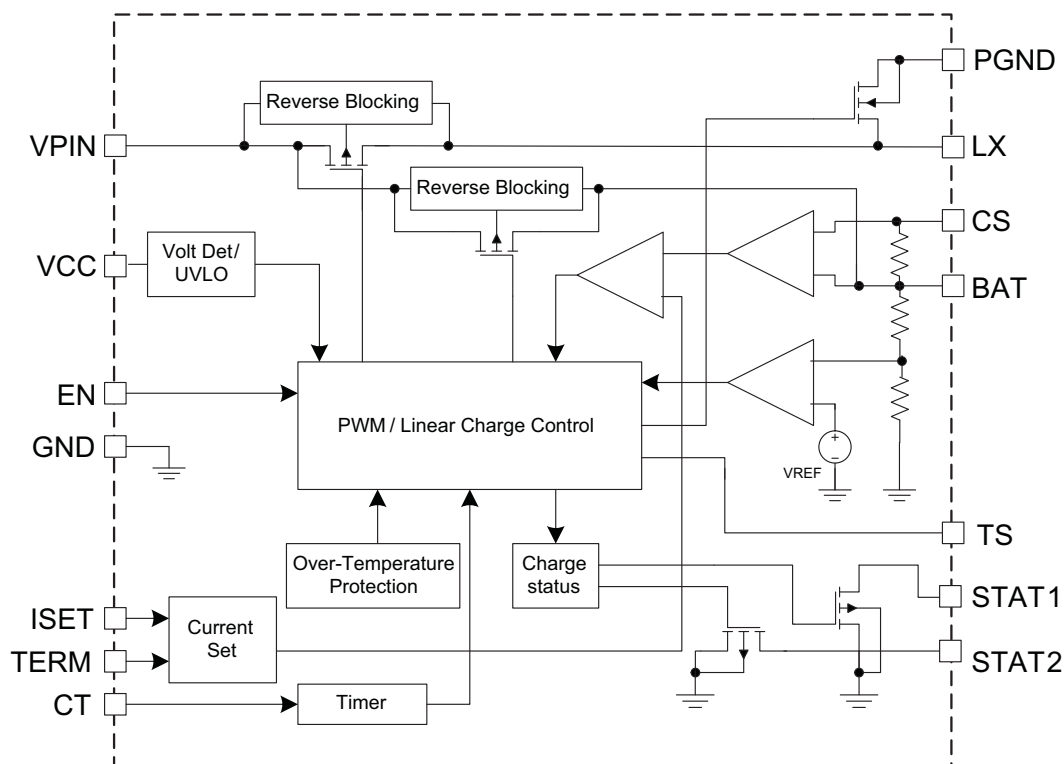 PGND
Reverse Blocking
VPIN
LX
Reverse Blocking
CS
Volt Det/
UVLO
VCC
BAT
EN
PWM / Linear Charge Control
GND
+
−
VREF
TS
Over-Temperature
Protection
Charge
status
STAT1
ISET
Current
Set
TERM
STAT2
CT
Timer